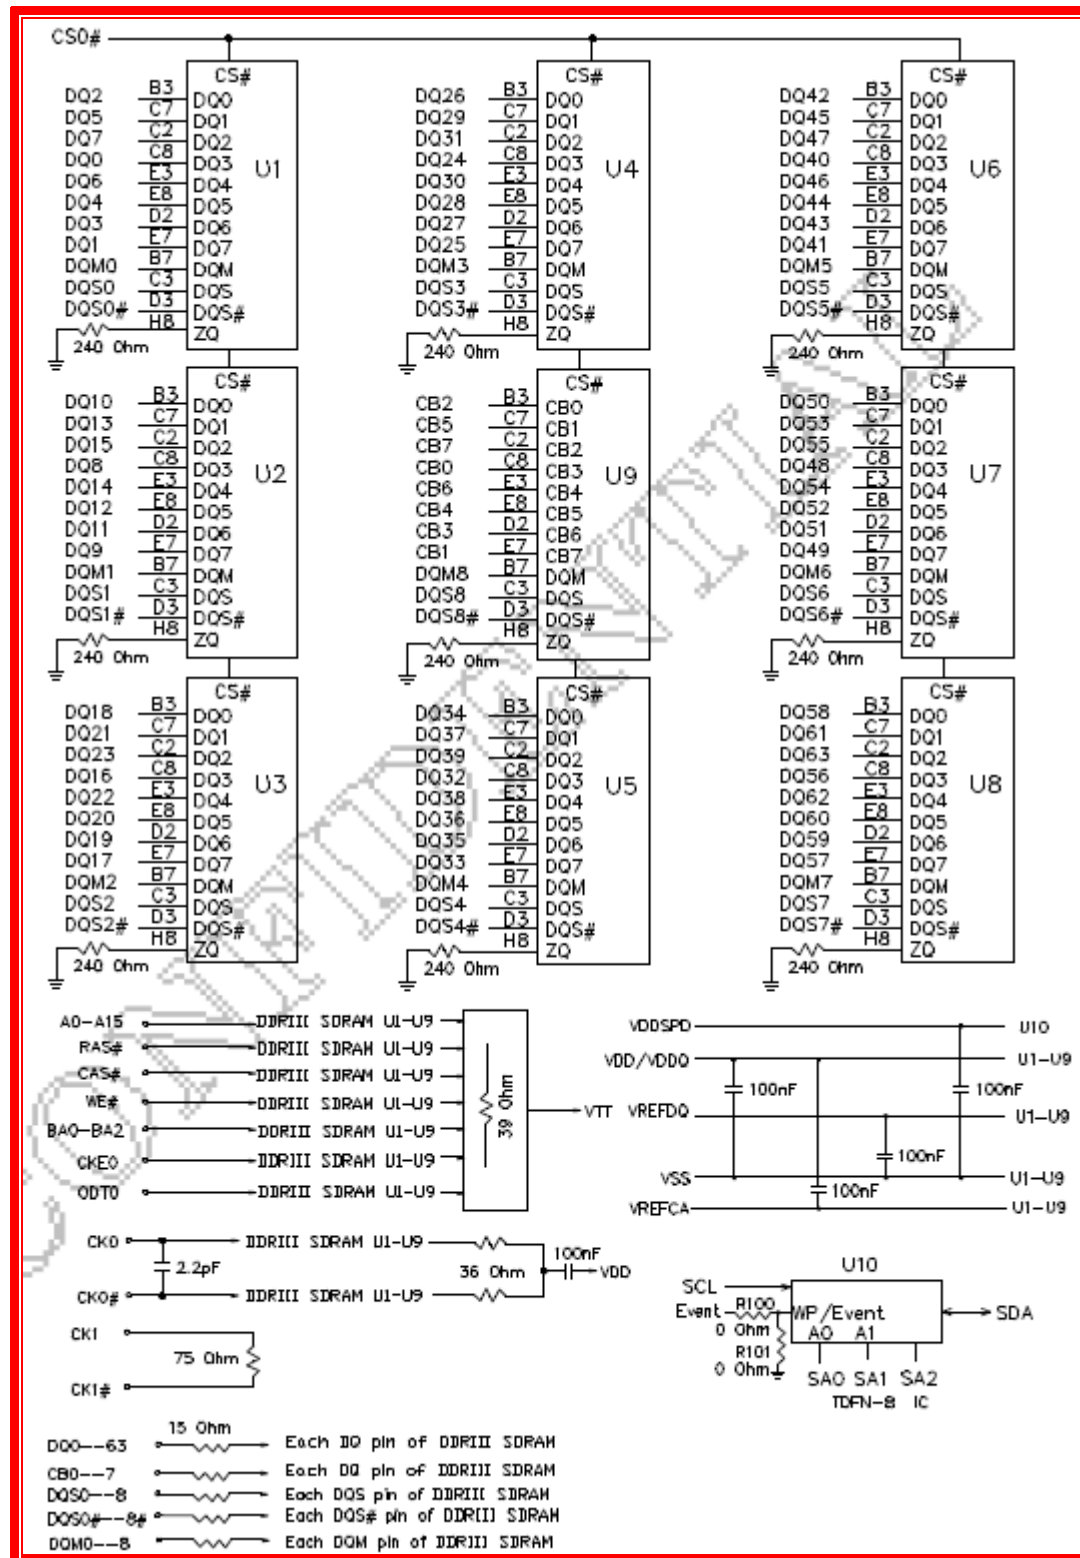 CS0#
CS#
DQ2 B3 DQ0
DQ5 C7 DQ1
DQ7 C2 DQ2
DQ0 C8 DQ3
DQ6 E3 DQ4
DQ4 E8 DQ5
DQ3 D2 DQ6
DQ1 E7 DQ7
DQM0 B7 DQM
DQS0 C3 DQS
DQS0# D3 DQS#
H8 ZQ
240 Ohm
U1
CS#
DQ10 B3 DQ0
DQ13 C7 DQ1
DQ15 C2 DQ2
DQ8 C8 DQ3
DQ14 E3 DQ4
DQ12 E8 DQ5
DQ11 D2 DQ6
DQ9 E7 DQ7
DQM1 B7 DQM
DQS1 C3 DQS
DQS1# D3 DQS#
H8 ZQ
240 Ohm
U2
CS#
DQ18 B3 DQ0
DQ21 C7 DQ1
DQ23 C2 DQ2
DQ16 C8 DQ3
DQ22 E3 DQ4
DQ20 E8 DQ5
DQ19 D2 DQ6
DQ17 E7 DQ7
DQM2 B7 DQM
DQS2 C3 DQS
DQS2# D3 DQS#
H8 ZQ
240 Ohm
U3
CS#
DQ26 B3 DQ0
DQ29 C7 DQ1
DQ31 C2 DQ2
DQ24 C8 DQ3
DQ30 E3 DQ4
DQ28 E8 DQ5
DQ27 D2 DQ6
DQ25 E7 DQ7
DQM3 B7 DQM
DQS3 C3 DQS
DQS3# D3 DQS#
H8 ZQ
240 Ohm
U4
CS#
CB2 B3 CB0
CB5 C7 CB1
CB7 C2 CB2
CB0 C8 CB3
CB6 E3 CB4
CB4 E8 CB5
CB3 D2 CB6
CB1 E7 CB7
DQM8 B7 DQM
DQS8 C3 DQS
DQS8# D3 DQS#
H8 ZQ
240 Ohm
U9
CS#
DQ34 B3 DQ0
DQ37 C7 DQ1
DQ39 C2 DQ2
DQ32 C8 DQ3
DQ38 E3 DQ4
DQ36 E8 DQ5
DQ35 D2 DQ6
DQ33 E7 DQ7
DQM4 B7 DQM
DQS4 C3 DQS
DQS4# D3 DQS#
H8 ZQ
240 Ohm
U5
CS#
DQ42 B3 DQ0
DQ45 C7 DQ1
DQ47 C2 DQ2
DQ40 C8 DQ3
DQ46 E3 DQ4
DQ44 E8 DQ5
DQ43 D2 DQ6
DQ41 E7 DQ7
DQM5 B7 DQM
DQS5 C3 DQS
DQS5# D3 DQS#
H8 ZQ
240 Ohm
U6
CS#
DQ50 B3 DQ0
DQ53 C7 DQ1
DQ55 C2 DQ2
DQ48 C8 DQ3
DQ54 E3 DQ4
DQ52 E8 DQ5
DQ51 D2 DQ6
DQ49 E7 DQ7
DQM6 B7 DQM
DQS6 C3 DQS
DQS6# D3 DQS#
H8 ZQ
240 Ohm
U7
CS#
DQ58 B3 DQ0
DQ61 C7 DQ1
DQ63 C2 DQ2
DQ56 C8 DQ3
DQ62 E3 DQ4
DQ60 E8 DQ5
DQ59 D2 DQ6
DQ57 E7 DQ7
DQM7 B7 DQM
DQS7 C3 DQS
DQS7# D3 DQS#
H8 ZQ
240 Ohm
U8
A0-A15 DDRIII SDRAM U1-U9
RAS# DDRIII SDRAM U1-U9
CAS# DDRIII SDRAM U1-U9
WE# DDRIII SDRAM U1-U9
BA0-BA2 DDRIII SDRAM U1-U9
CKE0 DDRIII SDRAM U1-U9
ODT0 DDRIII SDRAM U1-U9
39 Ohm
VTT
VDDSPD U10
VDD/VDDQ U1-U9
100nF 100nF
VREFDQ U1-U9
100nF
VSS U1-U9
100nF
VREFCA U1-U9
CK0 DDRIII SDRAM U1-U9
2.2pF 36 Ohm 100nF VDD
CK0# DDRIII SDRAM U1-U9
CK1
75 Ohm
CK1#
U10
SCL
Event R100 WP/Event SDA
0 Ohm A0 A1
R101
0 Ohm
SA0 SA1 SA2
TDFN-8 IC
15 Ohm
DQ0--63 Each DQ pin of DDRIII SDRAM
CB0--7 Each DQ pin of DDRIII SDRAM
DQS0--8 Each DQS pin of DDRIII SDRAM
DQS0#--8# Each DQS# pin of DDRIII SDRAM
DQM0--8 Each DQM pin of DDRIII SDRAM